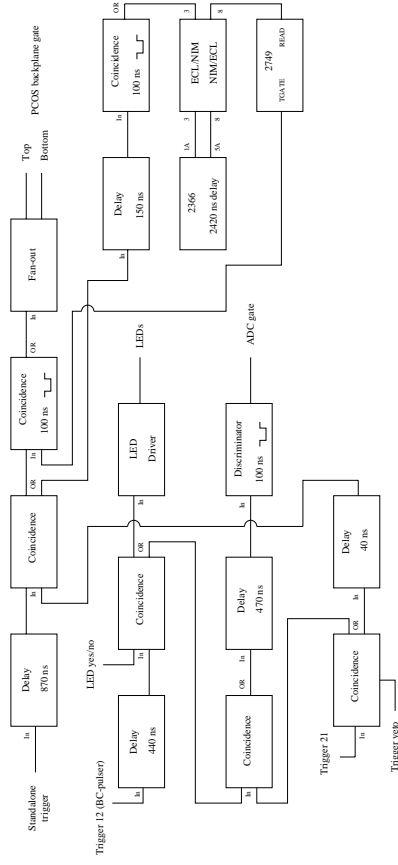 Standalone
trigger
In
Delay
870 ns
In
Coincidence
OR
In
Coincidence
100 ns
OR
In
Fan-out
Top
Bottom
PCOS backplane gate
In
Delay
150 ns
In
Coincidence
100 ns
OR
2366
2420 ns delay
1A
5A
3
8
ECL/NIM
NIM/ECL
3
8
2749
TGATE
READ
Trigger 12 (BC-pulser)
In
Delay
440 ns
LED yes/no
In
Coincidence
OR
In
LED
Driver
LEDs
In
Coincidence
OR
In
Delay
470 ns
In
Discriminator
100 ns
ADC gate
Trigger 21
In
Trigger veto
Coincidence
OR
In
Delay
40 ns